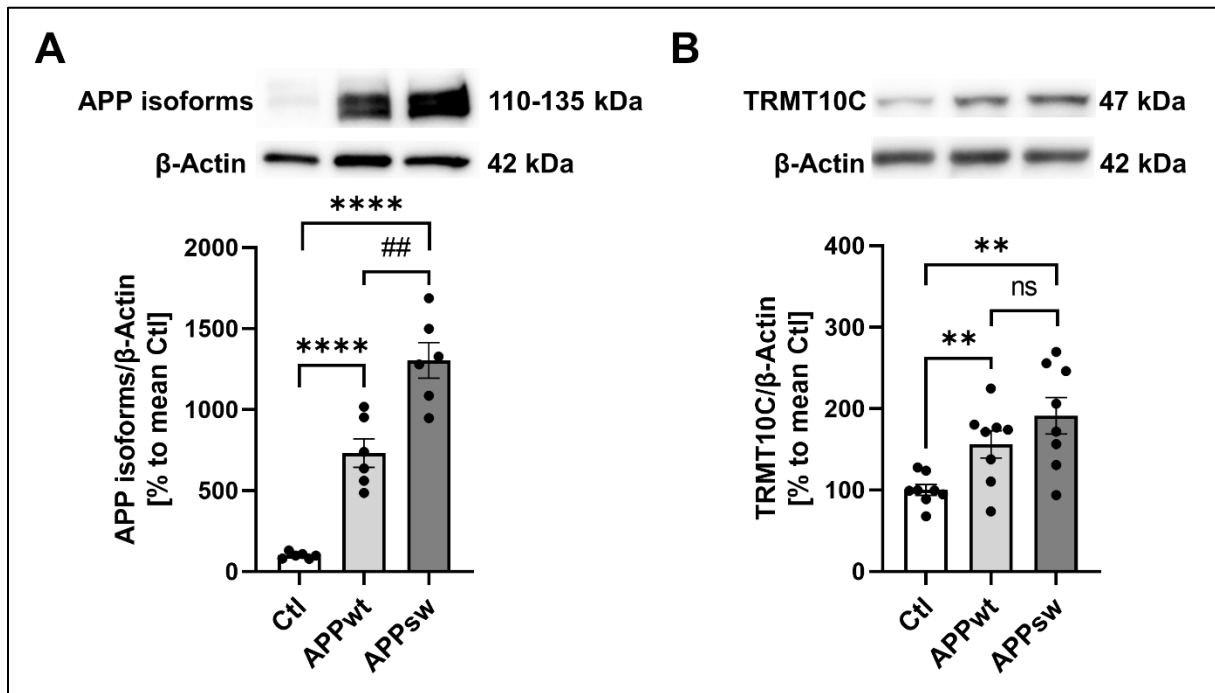 A
APP isoforms
110-135 kDa
β-Actin
42 kDa
****
##
****
2000
1500
1000
500
0
APP isoforms/β-Actin
[% to mean Ctl]
Ctl
APPwt
APPsw
B
TRMT10C
47 kDa
β-Actin
42 kDa
**
ns
**
400
300
200
100
0
TRMT10C/β-Actin
[% to mean Ctl]
Ctl
APPwt
APPsw